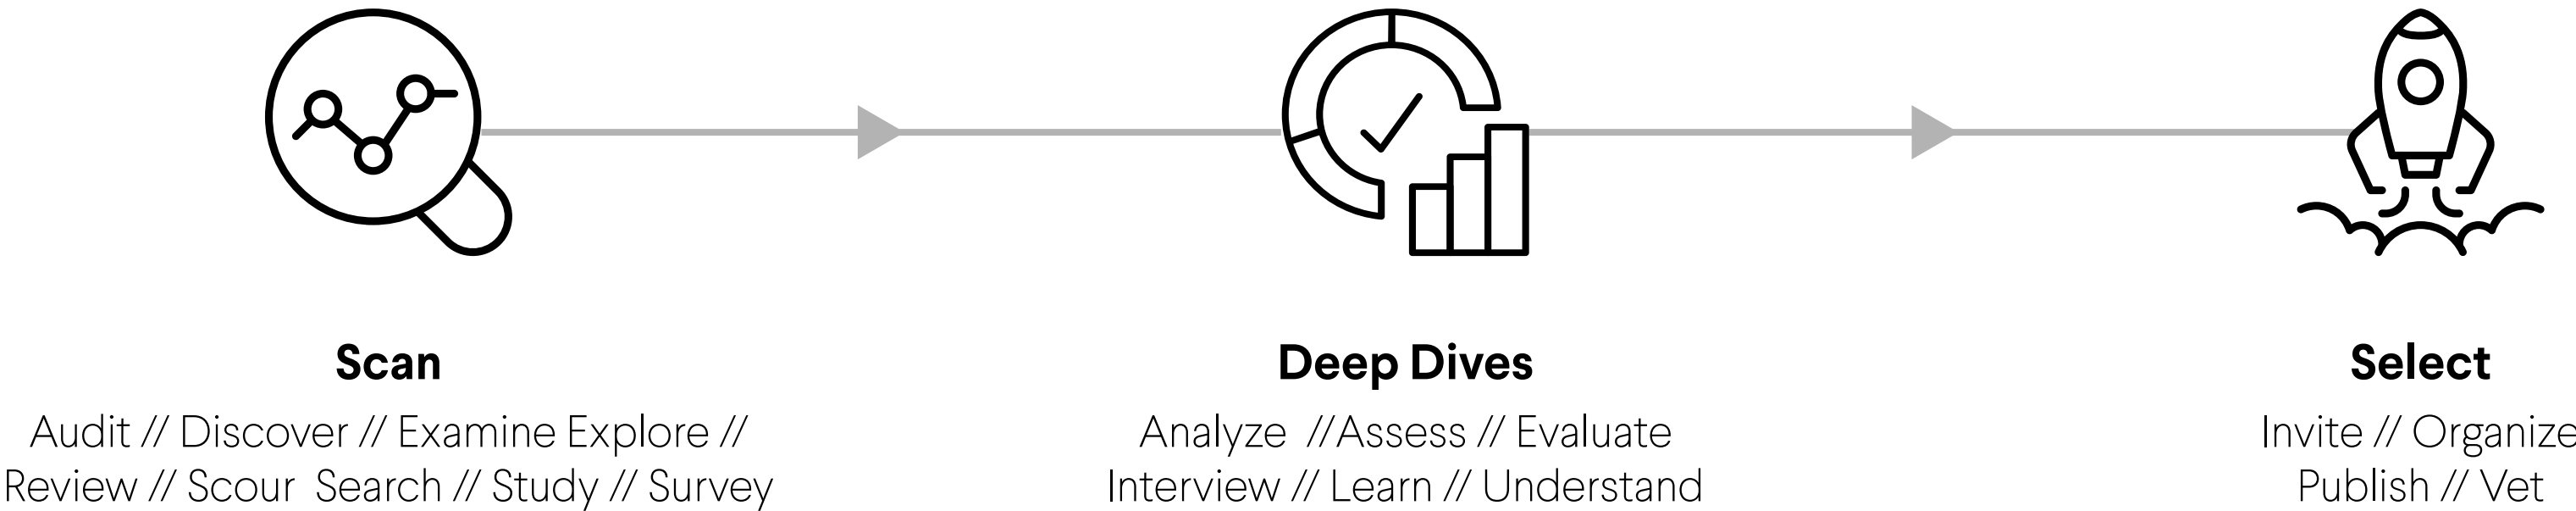 Scan
Audit // Discover // Examine Explore //
Review // Scour Search // Study // Survey
Deep Dives
Analyze //Assess // Evaluate
Interview // Learn // Understand
Select
Invite // Organize
Publish // Vet